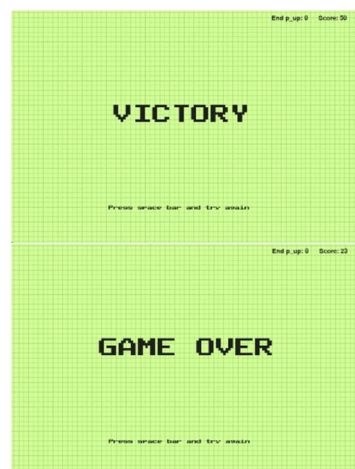 End p_up: 0 Score: 50
VICTORY
Press space bar and try again
End p_up: 0 Score: 23
GAME OVER
Press space bar and try again